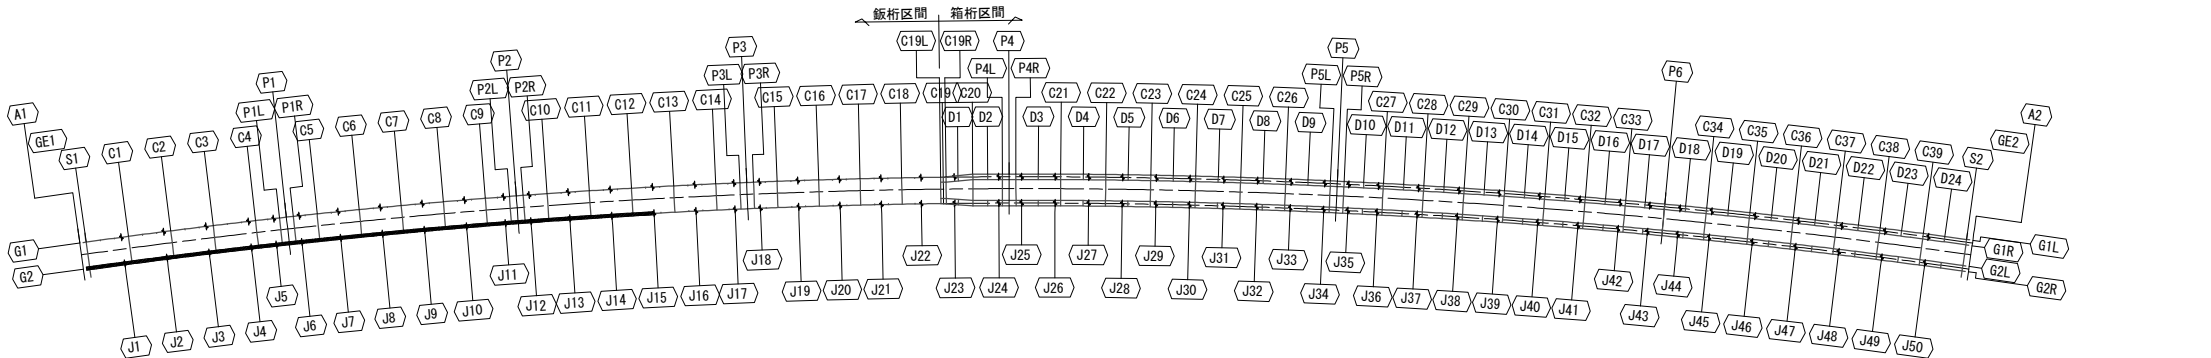 鈑桁区間 箱桁区間
C19L C19R P4
P3 P5
P2 P4L P4R P6
P1 P3L P3R P5L P5R
P2L P2R
A1 P1L P1R A2
GE1 GE2
S1 C1 C2 C3 C4 C5 C6 C7 C8 C9 C10 C11 C12 C13 C14 C15 C16 C17 C18 C19 C20 C21 C22 C23 C24 C25 C26 C27 C28 C29 C30 C31 C32 C33 C34 C35 C36 C37 C38 C39 S2
D1 D2 D3 D4 D5 D6 D7 D8 D9 D10 D11 D12 D13 D14 D15 D16 D17 D18 D19 D20 D21 D22 D23 D24
G1 G1R G1L
G2 G2L G2R
J1 J2 J3 J4 J5 J6 J7 J8 J9 J10 J11 J12 J13 J14 J15 J16 J17 J18 J19 J20 J21 J22 J23 J24 J25 J26 J27 J28 J29 J30 J31 J32 J33 J34 J35 J36 J37 J38 J39 J40 J41 J42 J43 J44 J45 J46 J47 J48 J49 J50